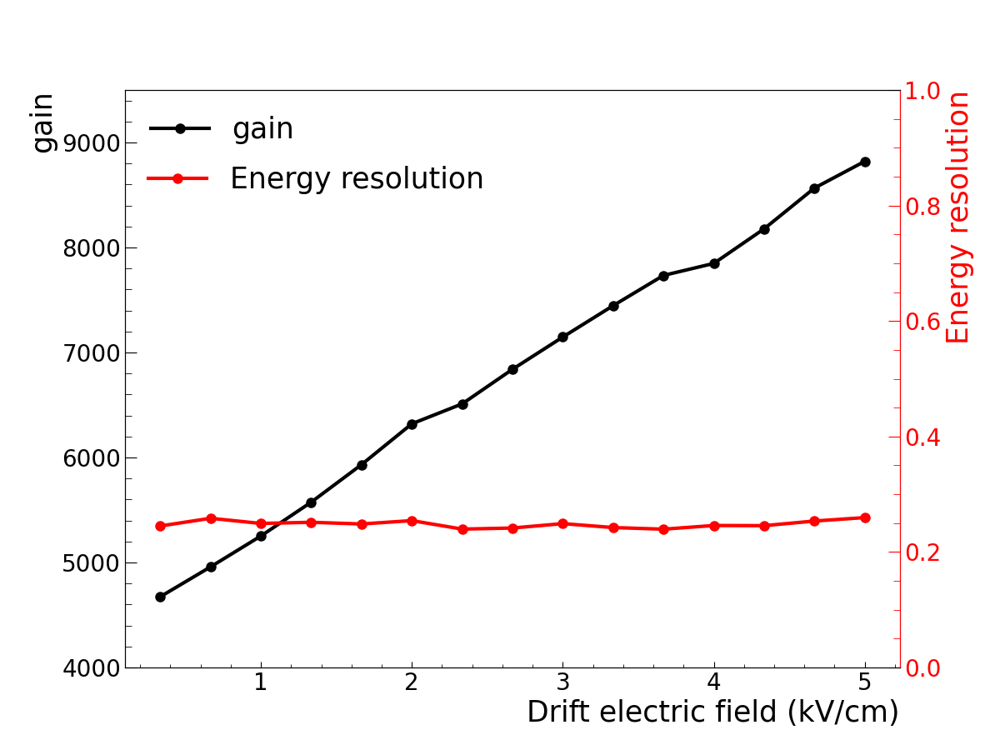 gain
9000
8000
7000
6000
5000
4000
gain
Energy resolution
1 2 3 4 5
Drift electric field (kV/cm)
1.0
0.8
0.6
0.4
0.2
0.0
Energy resolution